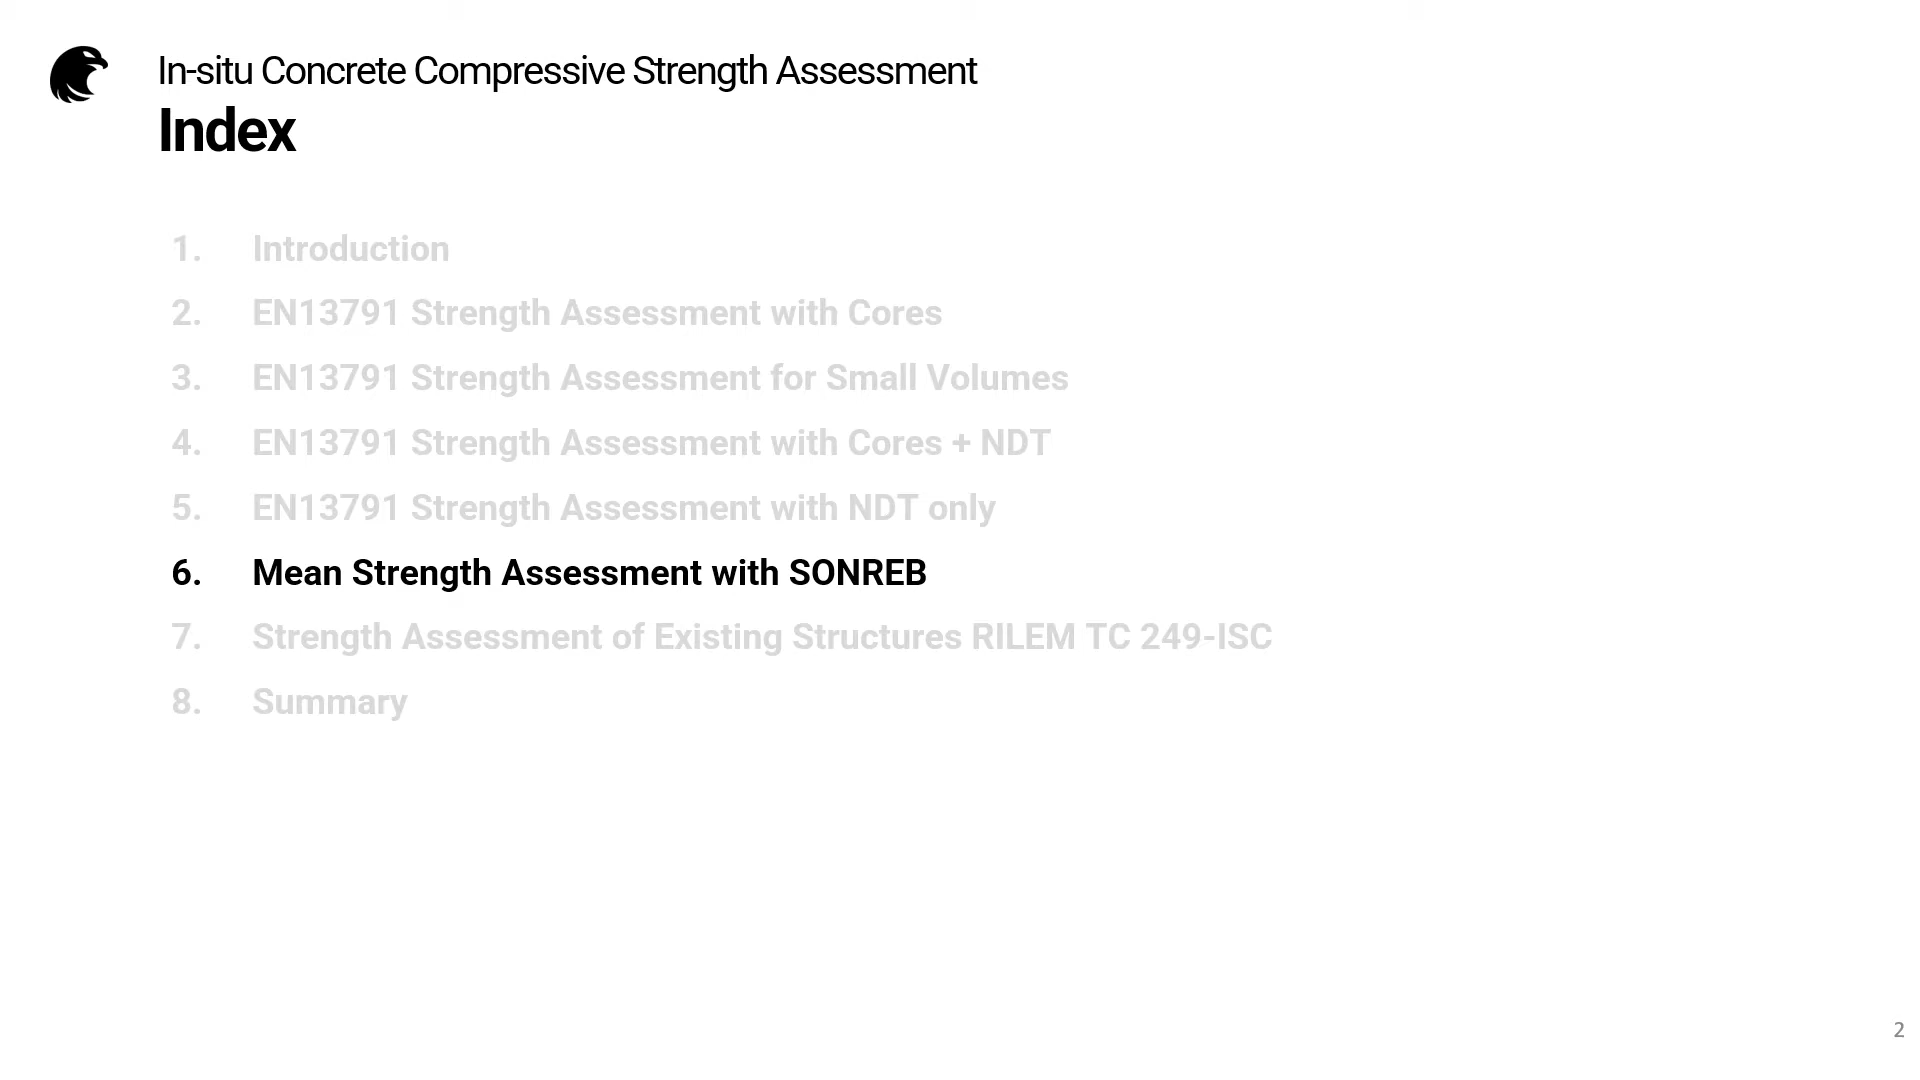 In-situ Concrete Compressive Strength Assessment
Index
1. Introduction
2. EN13791 Strength Assessment with Cores
3. EN13791 Strength Assessment for Small Volumes
4. EN13791 Strength Assessment with Cores + NDT
5. EN13791 Strength Assessment with NDT only
6. Mean Strength Assessment with SONREB
7. Strength Assessment of Existing Structures RILEM TC 249-ISC
8. Summary
2